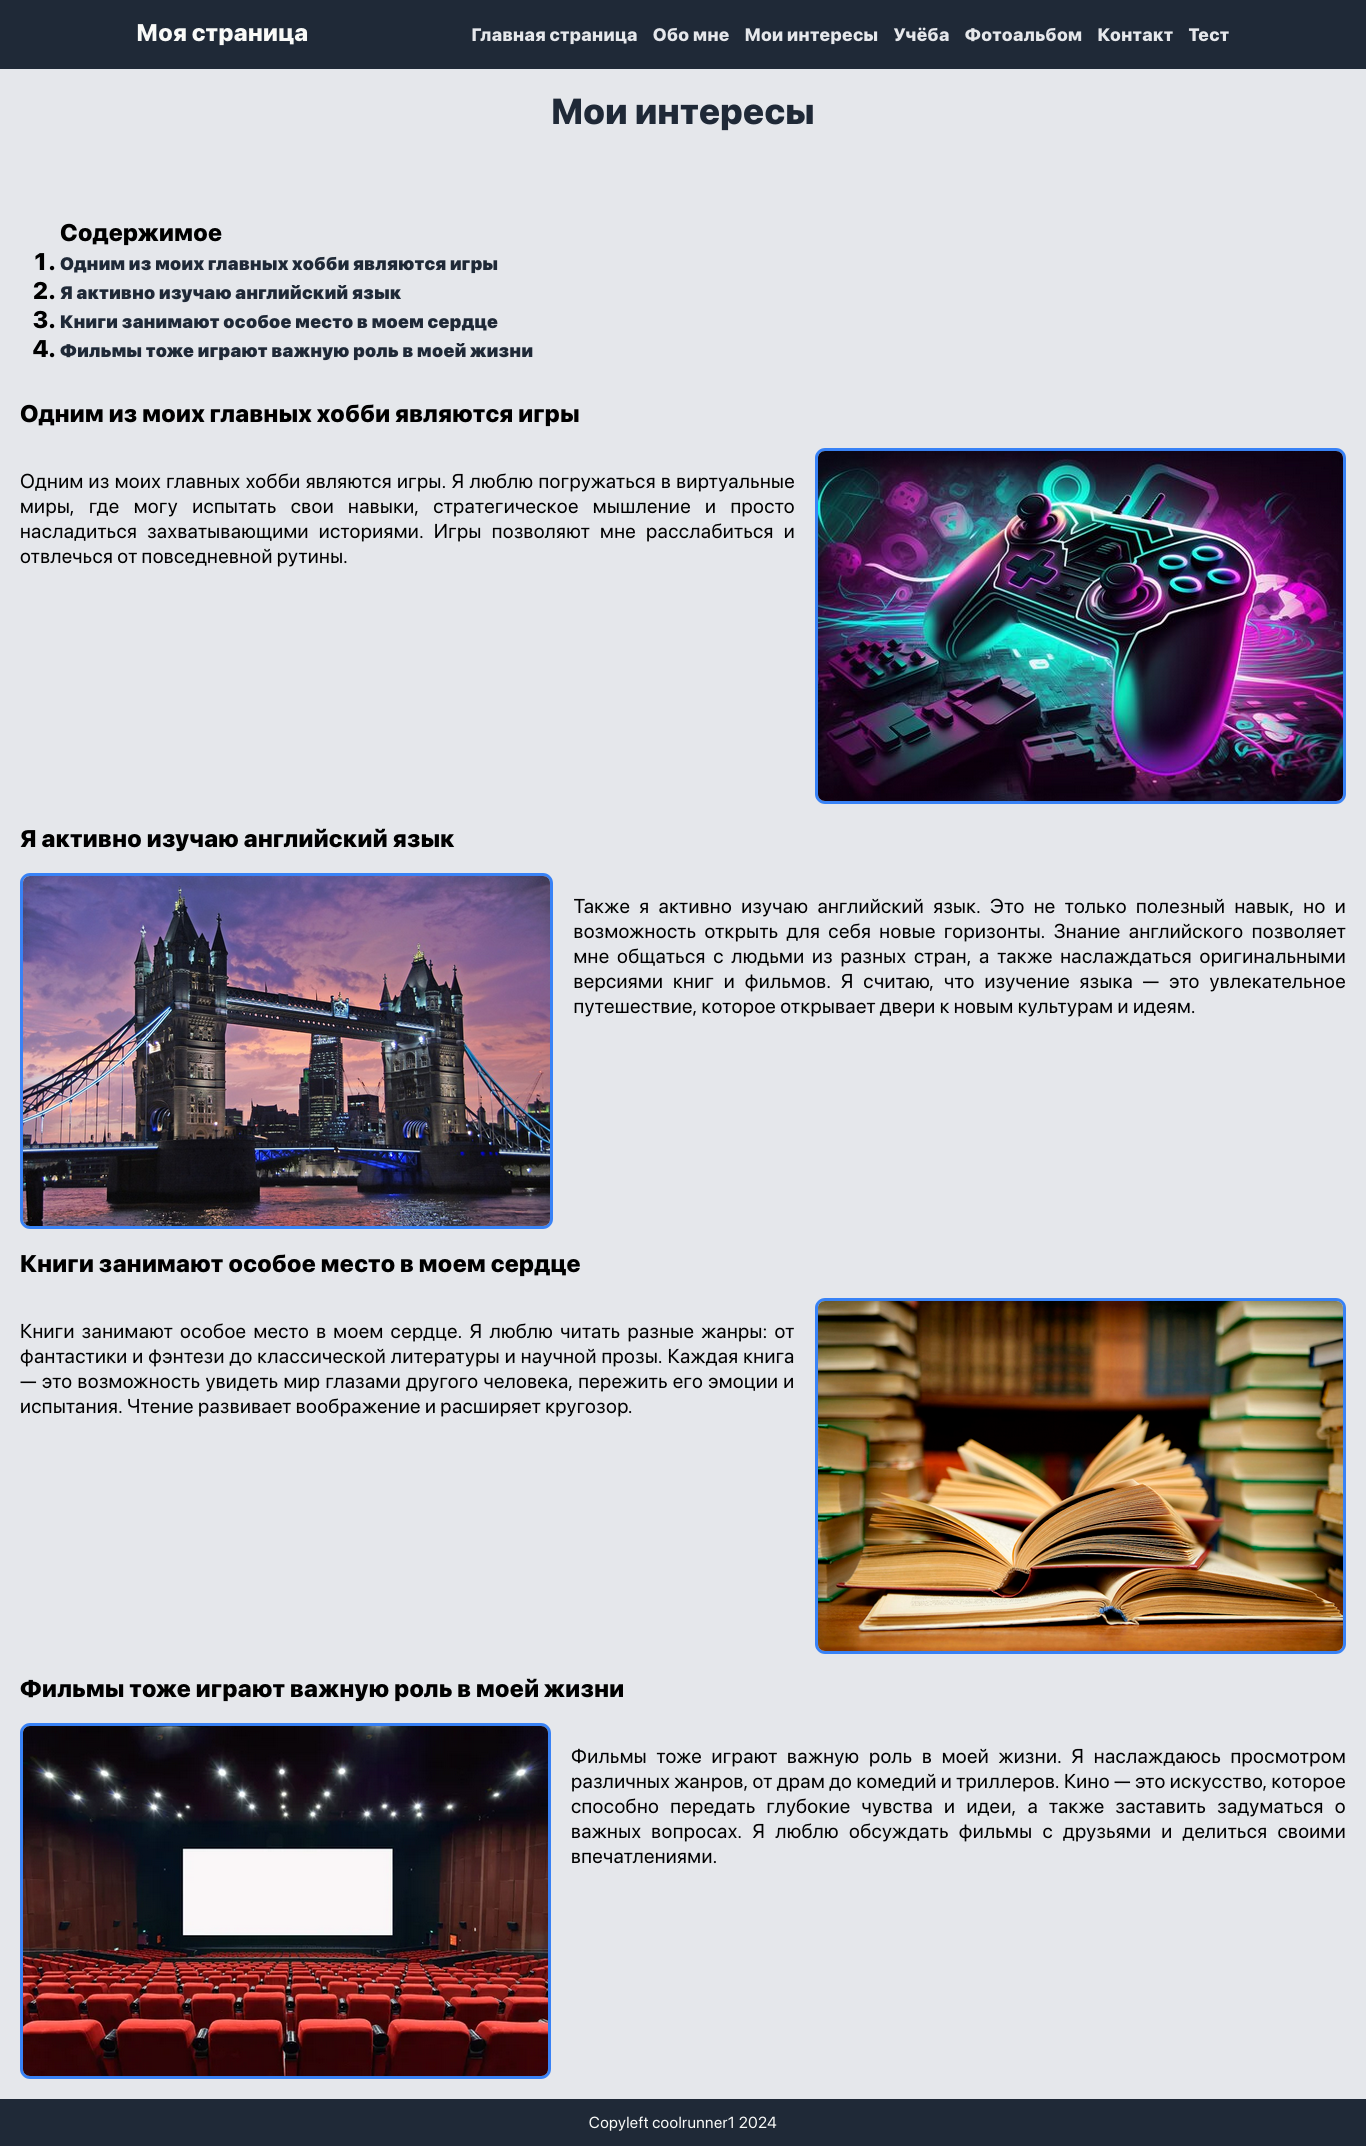 Моя страница
Главная страница Обо мне Мои интересы Учёба Фотоальбом Контакт Тест
Мои интересы
Содержимое
1. Одним из моих главных хобби являются игры
2. Я активно изучаю английский язык
3. Книги занимают особое место в моем сердце
4. Фильмы тоже играют важную роль в моей жизни
Одним из моих главных хобби являются игры
Одним из моих главных хобби являются игры. Я люблю погружаться в виртуальные
миры, где могу испытать свои навыки, стратегическое мышление и просто
насладиться захватывающими историями. Игры позволяют мне расслабиться и
отвлечься от повседневной рутины.
Я активно изучаю английский язык
Также я активно изучаю английский язык. Это не только полезный навык, но и
возможность открыть для себя новые горизонты. Знание английского позволяет
мне общаться с людьми из разных стран, а также наслаждаться оригинальными
версиями книг и фильмов. Я считаю, что изучение языка — это увлекательное
путешествие, которое открывает двери к новым культурам и идеям.
Книги занимают особое место в моем сердце
Книги занимают особое место в моем сердце. Я люблю читать разные жанры: от
фантастики и фэнтези до классической литературы и научной прозы. Каждая книга
— это возможность увидеть мир глазами другого человека, пережить его эмоции и
испытания. Чтение развивает воображение и расширяет кругозор.
Фильмы тоже играют важную роль в моей жизни
Фильмы тоже играют важную роль в моей жизни. Я наслаждаюсь просмотром
различных жанров, от драм до комедий и триллеров. Кино — это искусство, которое
способно передать глубокие чувства и идеи, а также заставить задуматься о
важных вопросах. Я люблю обсуждать фильмы с друзьями и делиться своими
впечатлениями.
Copyleft coolrunner1 2024